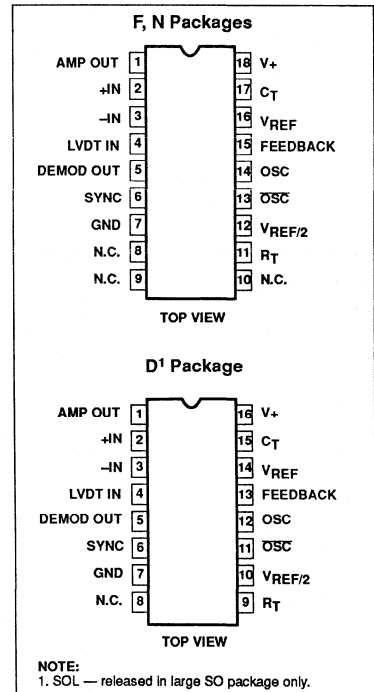 F, N Packages
AMP OUT 1 18 V+
+IN 2 17 CT
–IN 3 16 VREF
LVDT IN 4 15 FEEDBACK
DEMOD OUT 5 14 OSC
SYNC 6 13 O̅S̅C̅
GND 7 12 VREF/2
N.C. 8 11 RT
N.C. 9 10 N.C.
TOP VIEW
D¹ Package
AMP OUT 1 16 V+
+IN 2 15 CT
–IN 3 14 VREF
LVDT IN 4 13 FEEDBACK
DEMOD OUT 5 12 OSC
SYNC 6 11 O̅S̅C̅
GND 7 10 VREF/2
N.C. 8 9 RT
TOP VIEW
NOTE:
1. SOL — released in large SO package only.